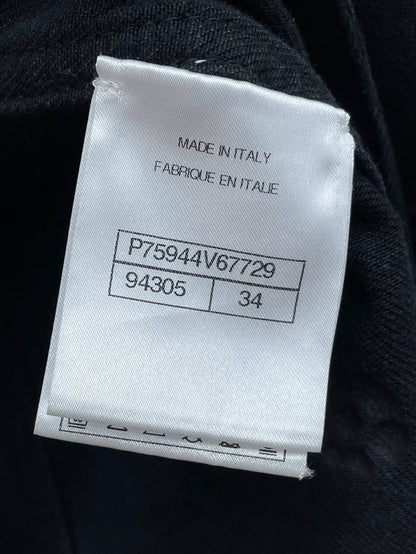 MADE IN ITALY
FABRIQUE EN ITALIE
P75944V67729
94305 34